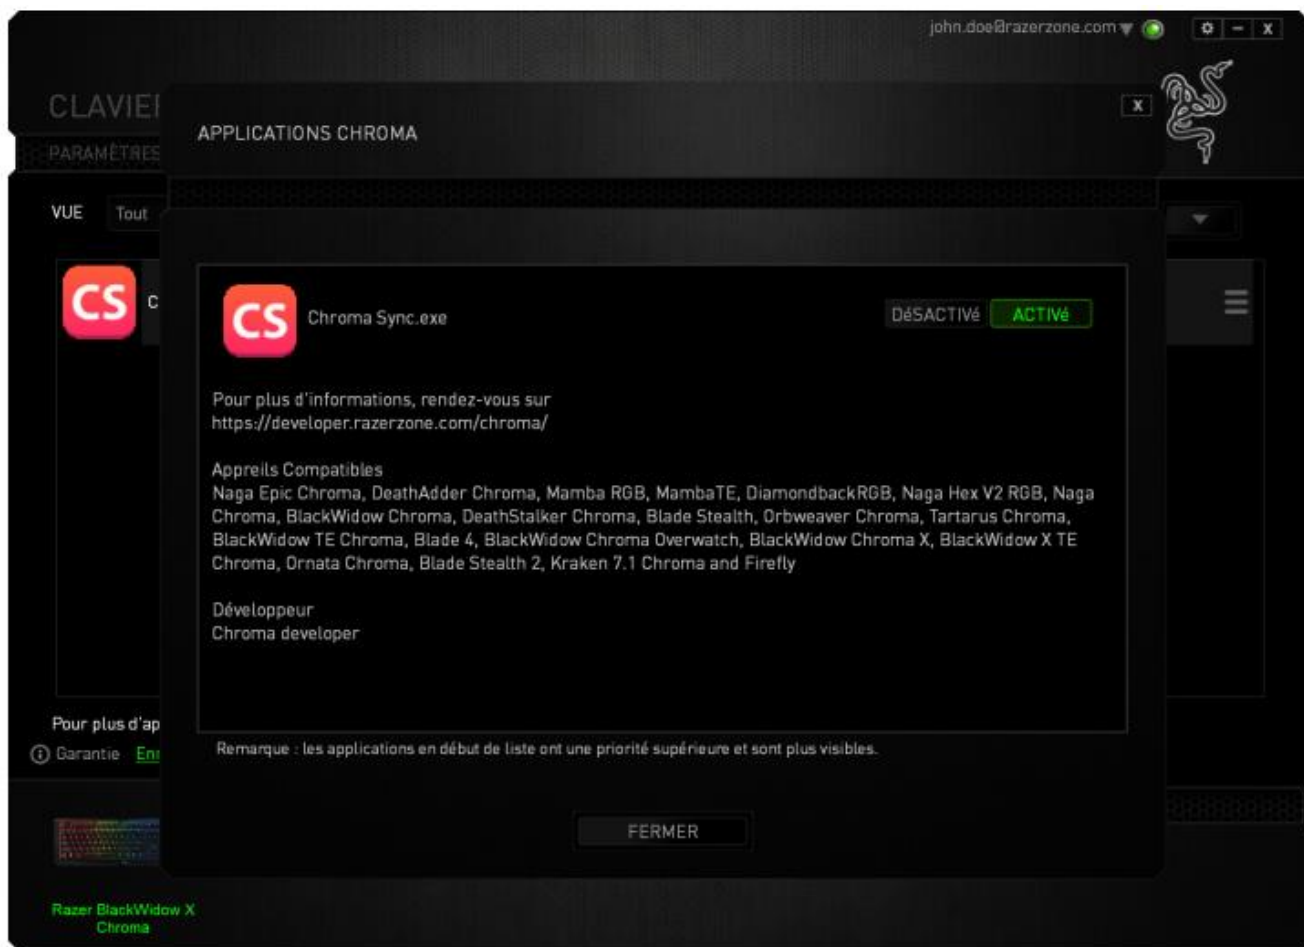 john.doe@razerzone.com
CLAVIE
APPLICATIONS CHROMA
X
PARAMÈTRES
VUE Tout
CS C
CS Chroma Sync.exe DéSACTIVé ACTIVé
Pour plus d'informations, rendez-vous sur
https://developer.razerzone.com/chroma/
Appreils Compatibles
Naga Epic Chroma, DeathAdder Chroma, Mamba RGB, MambaTE, DiamondbackRGB, Naga Hex V2 RGB, Naga
Chroma, BlackWidow Chroma, DeathStalker Chroma, Blade Stealth, Orbweaver Chroma, Tartarus Chroma,
BlackWidow TE Chroma, Blade 4, BlackWidow Chroma Overwatch, BlackWidow Chroma X, BlackWidow X TE
Chroma, Ornata Chroma, Blade Stealth 2, Kraken 7.1 Chroma and Firefly
Développeur
Chroma developer
Pour plus d'ap
Garantie
Remarque : les applications en début de liste ont une priorité supérieure et sont plus visibles.
FERMER
Razer BlackWidow X
Chroma